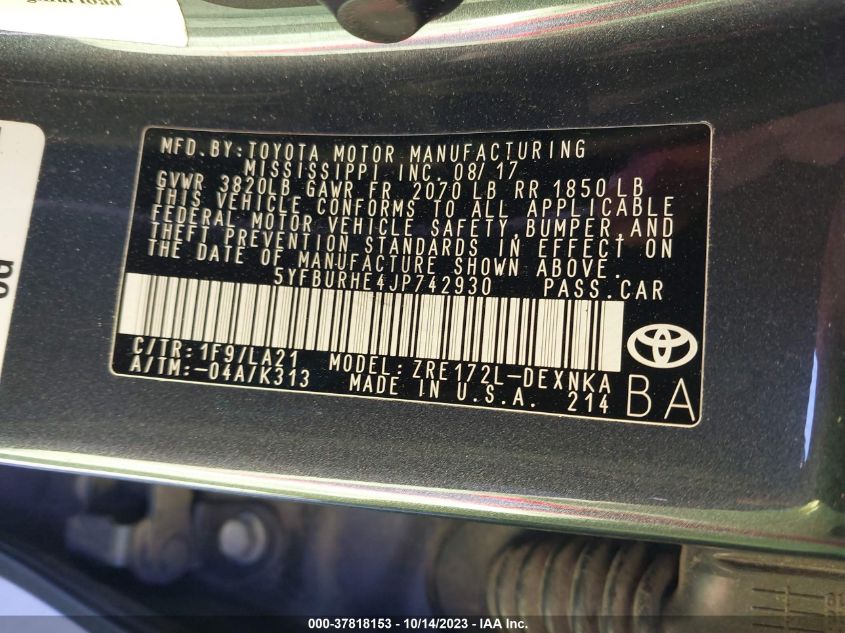 MFD.BY:TOYOTA MOTOR MANUFACTURING
MISSISSIPPI INC. 08/17
GVWR 3820LB GAWR FR 2070 LB RR 1850 LB
THIS VEHICLE CONFORMS TO ALL APPLICABLE
FEDERAL MOTOR VEHICLE SAFETY, BUMPER, AND
THEFT PREVENTION STANDARDS IN EFFECT ON
THE DATE OF MANUFACTURE SHOWN ABOVE.
5YFBURHE4JP742930 PASS.CAR
C/TR:1F9/LA21 MODEL:ZRE172L-DEXNKA
A/TM:-04A/K313 MADE IN U.S.A. 214
BA
000-37818153 - 10/14/2023 - IAA Inc.